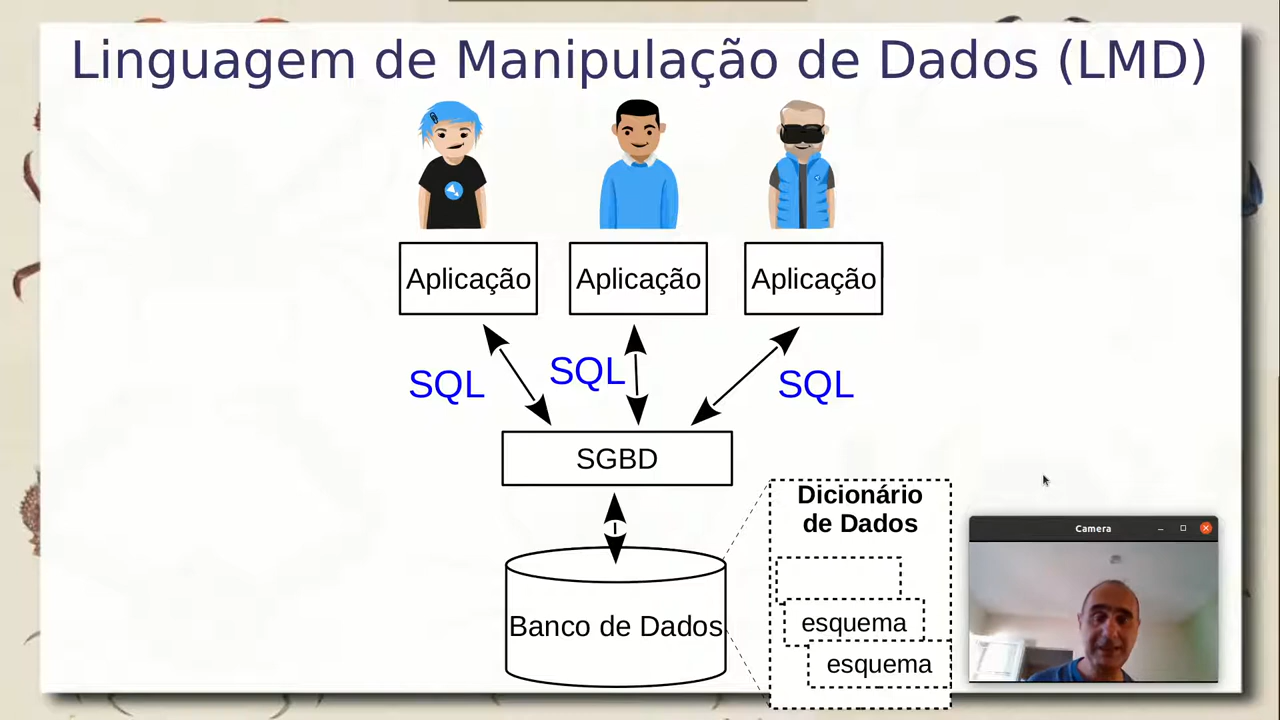 Linguagem de Manipulação de Dados (LMD)
Aplicação
Aplicação
Aplicação
SQL
SQL
SQL
SGBD
Banco de Dados
Dicionário
de Dados
esquema
esquema
Camera